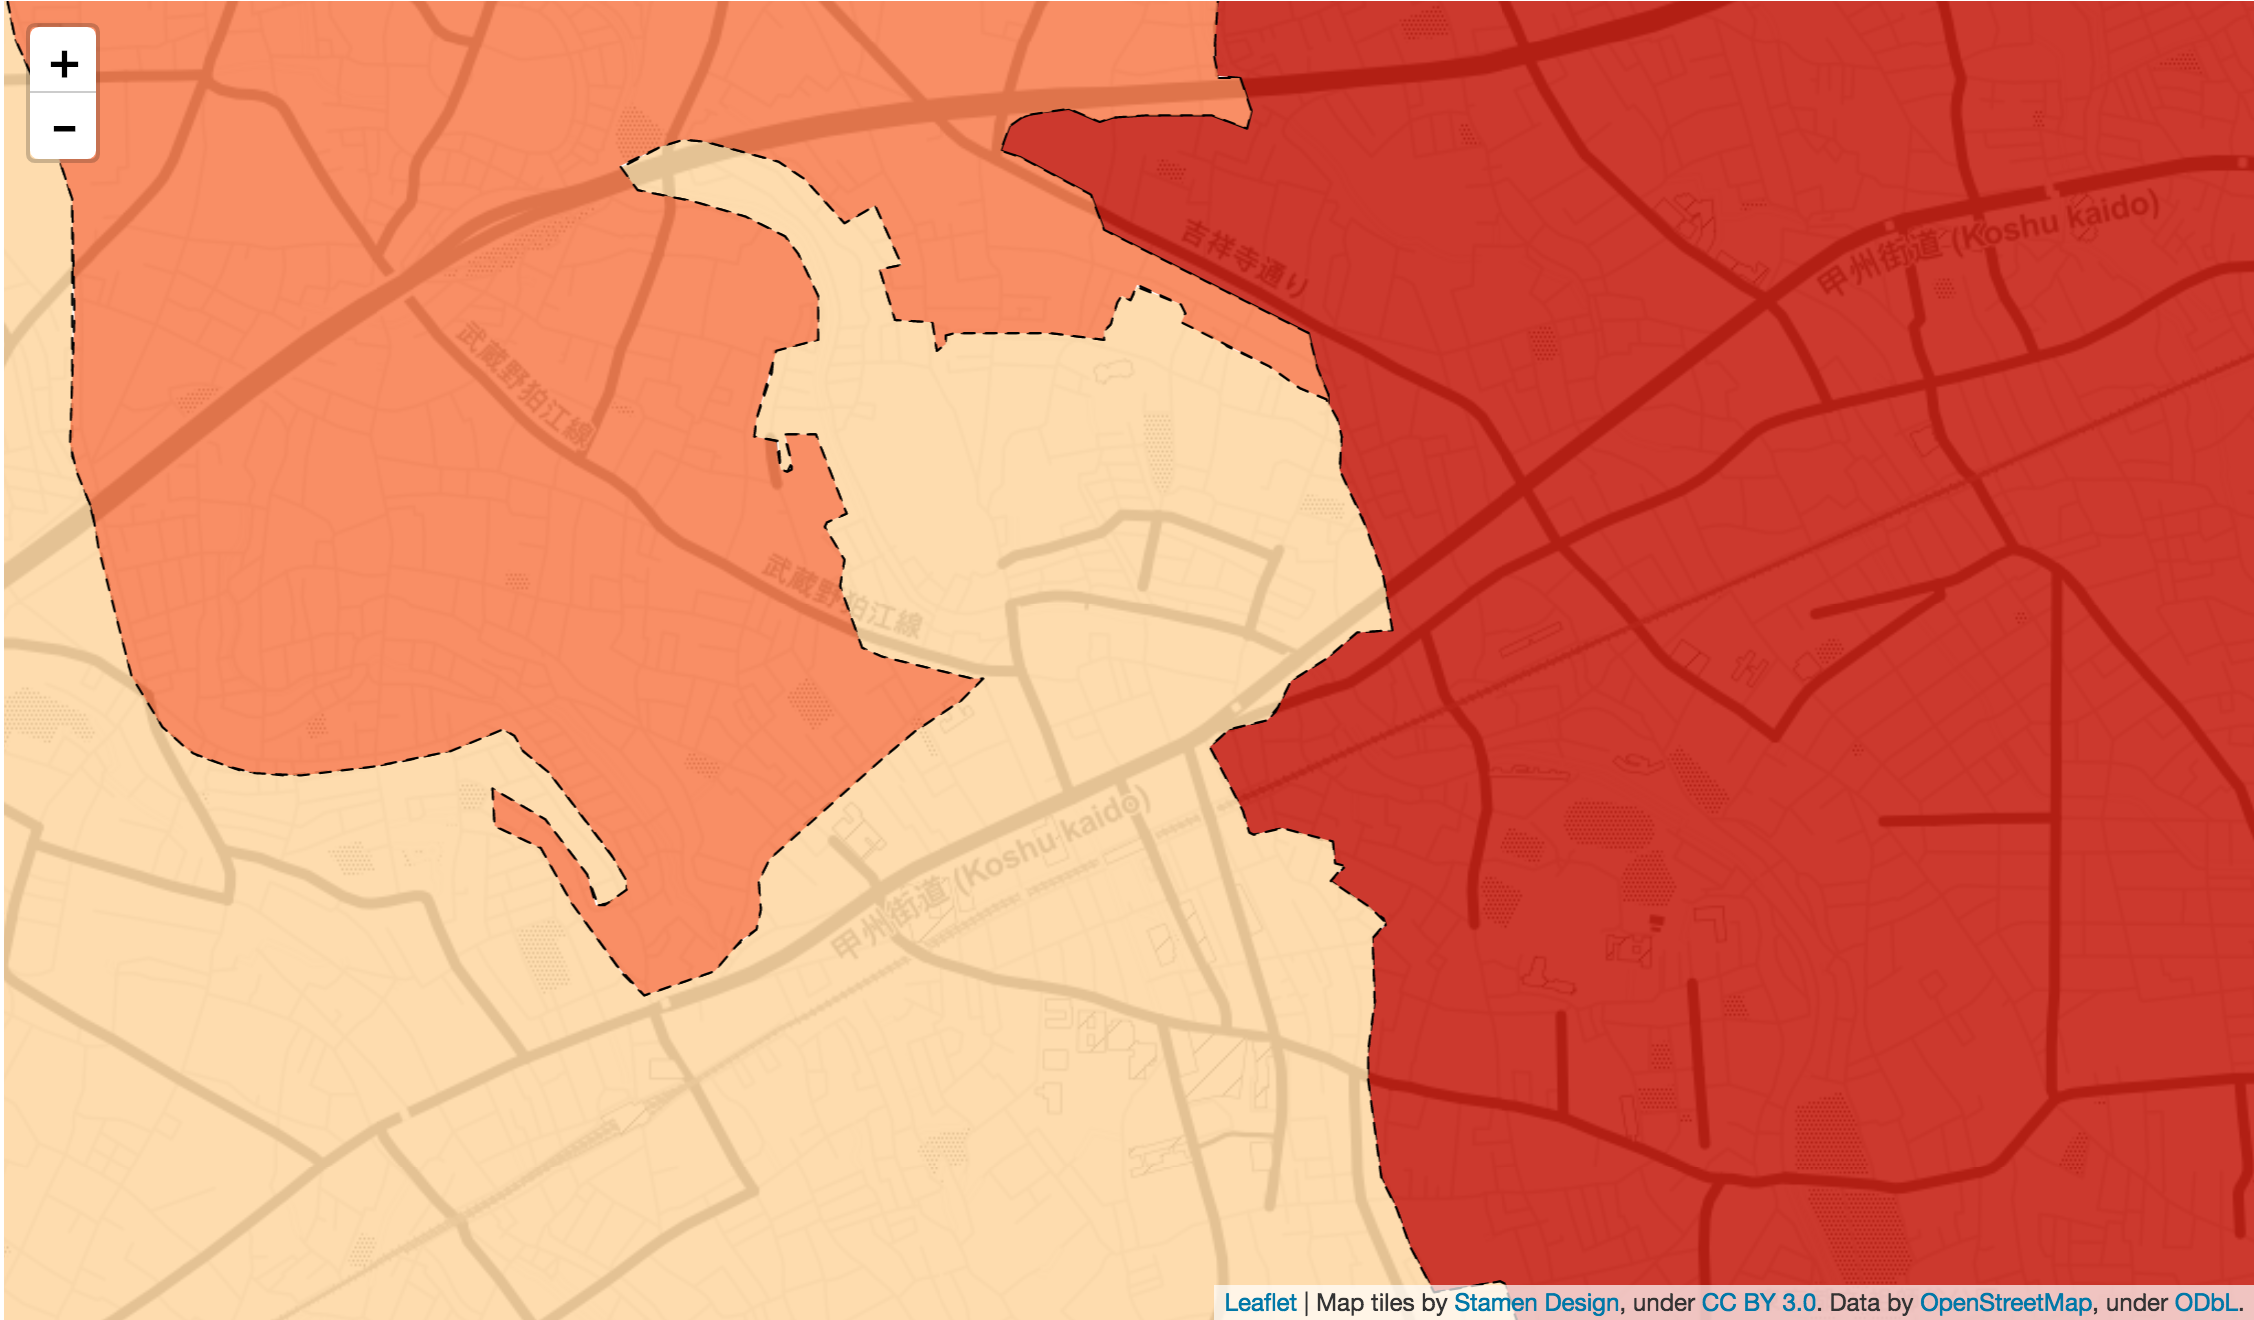 +
−
吉祥寺通り
甲州街道 (Koshu kaido)
武蔵野狛江線
武蔵野狛江線
甲州街道 (Koshu kaido)
Leaflet | Map tiles by Stamen Design, under CC BY 3.0. Data by OpenStreetMap, under ODbL.